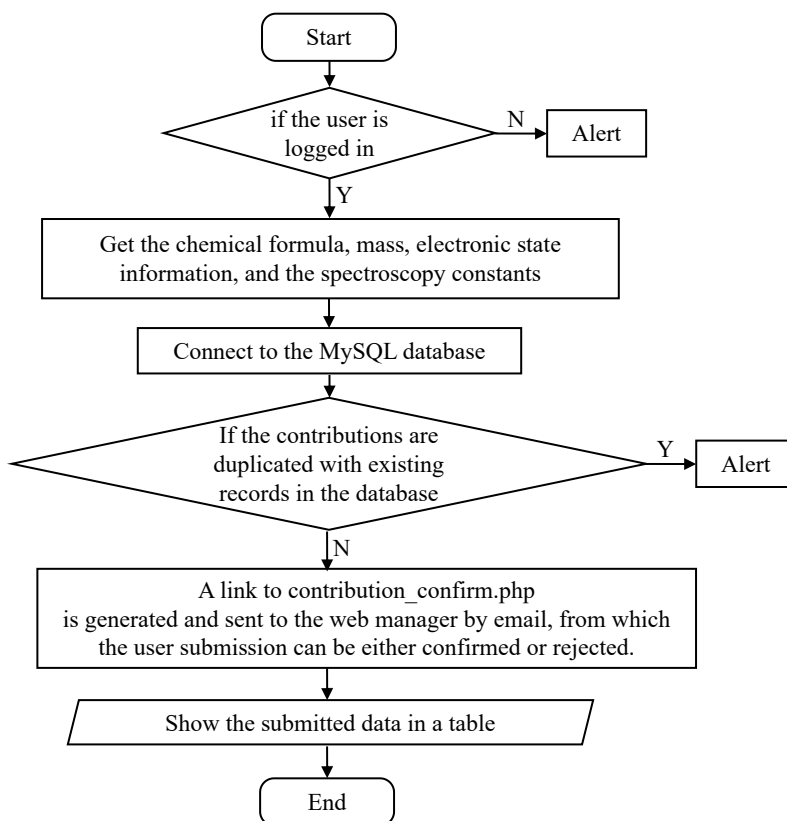 Start
if the user is
logged in
N
Alert
Y
Get the chemical formula, mass, electronic state
information, and the spectroscopy constants
Connect to the MySQL database
If the contributions are
duplicated with existing
records in the database
Y
Alert
N
A link to contribution_confirm.php
is generated and sent to the web manager by email, from which
the user submission can be either confirmed or rejected.
Show the submitted data in a table
End